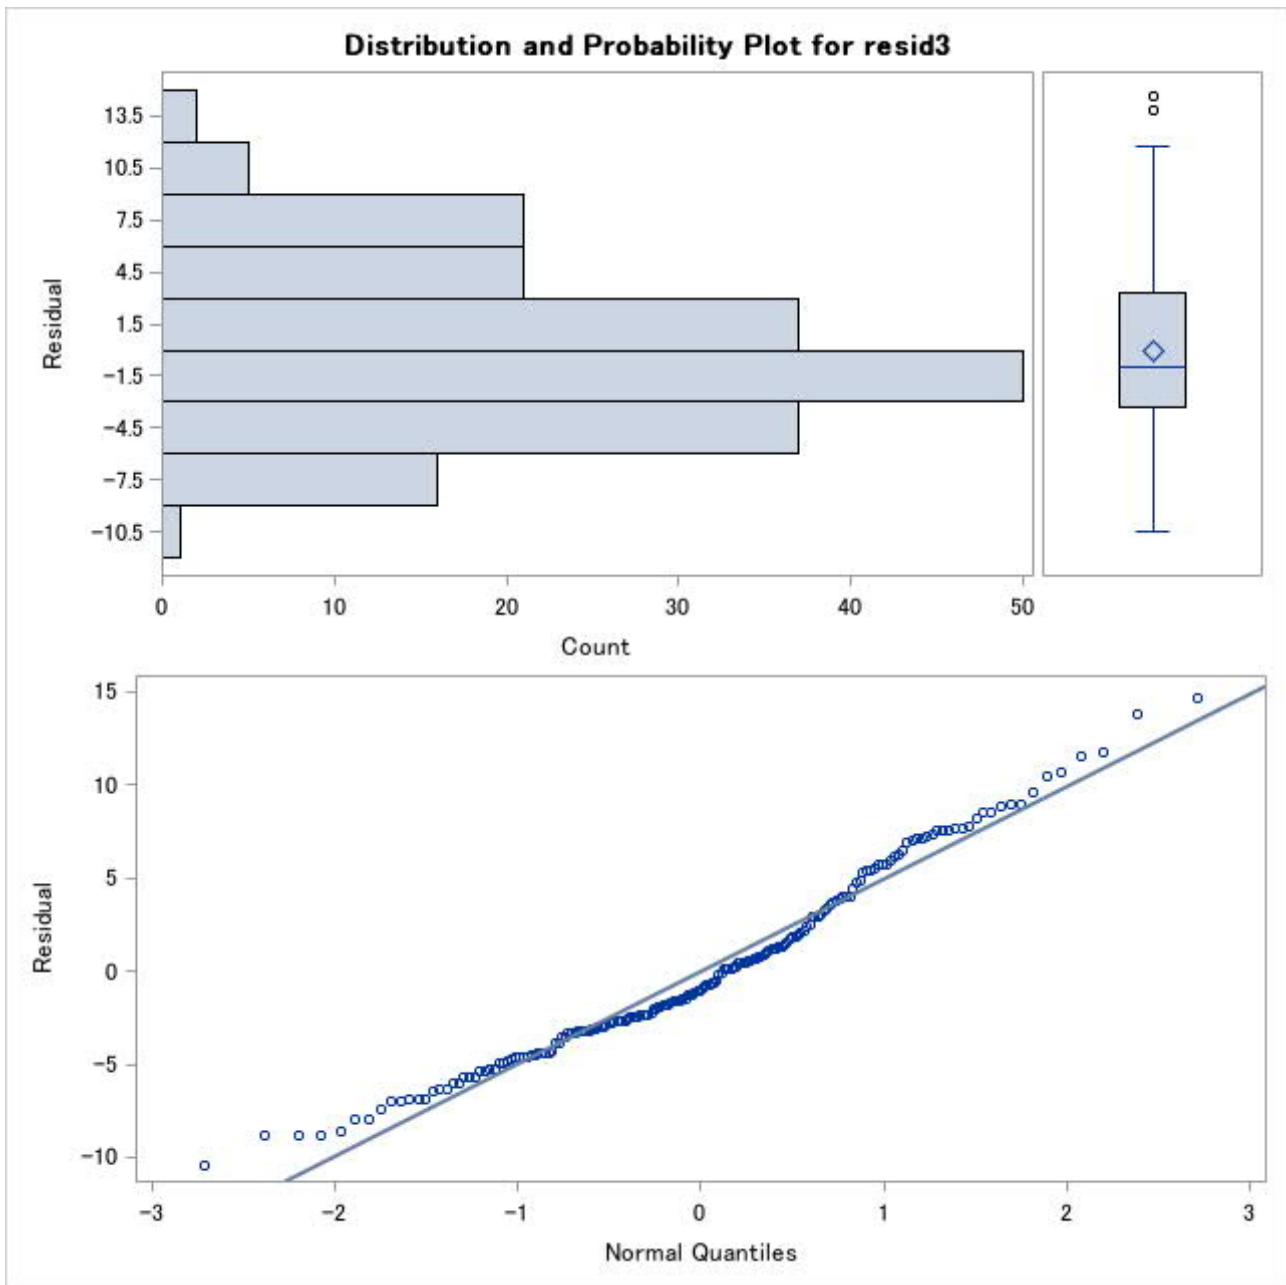 Distribution and Probability Plot for resid3
13.5
10.5
7.5
4.5
1.5
−1.5
−4.5
−7.5
−10.5
Residual
0 10 20 30 40 50
Count
15
10
5
0
−5
−10
Residual
−3 −2 −1 0 1 2 3
Normal Quantiles